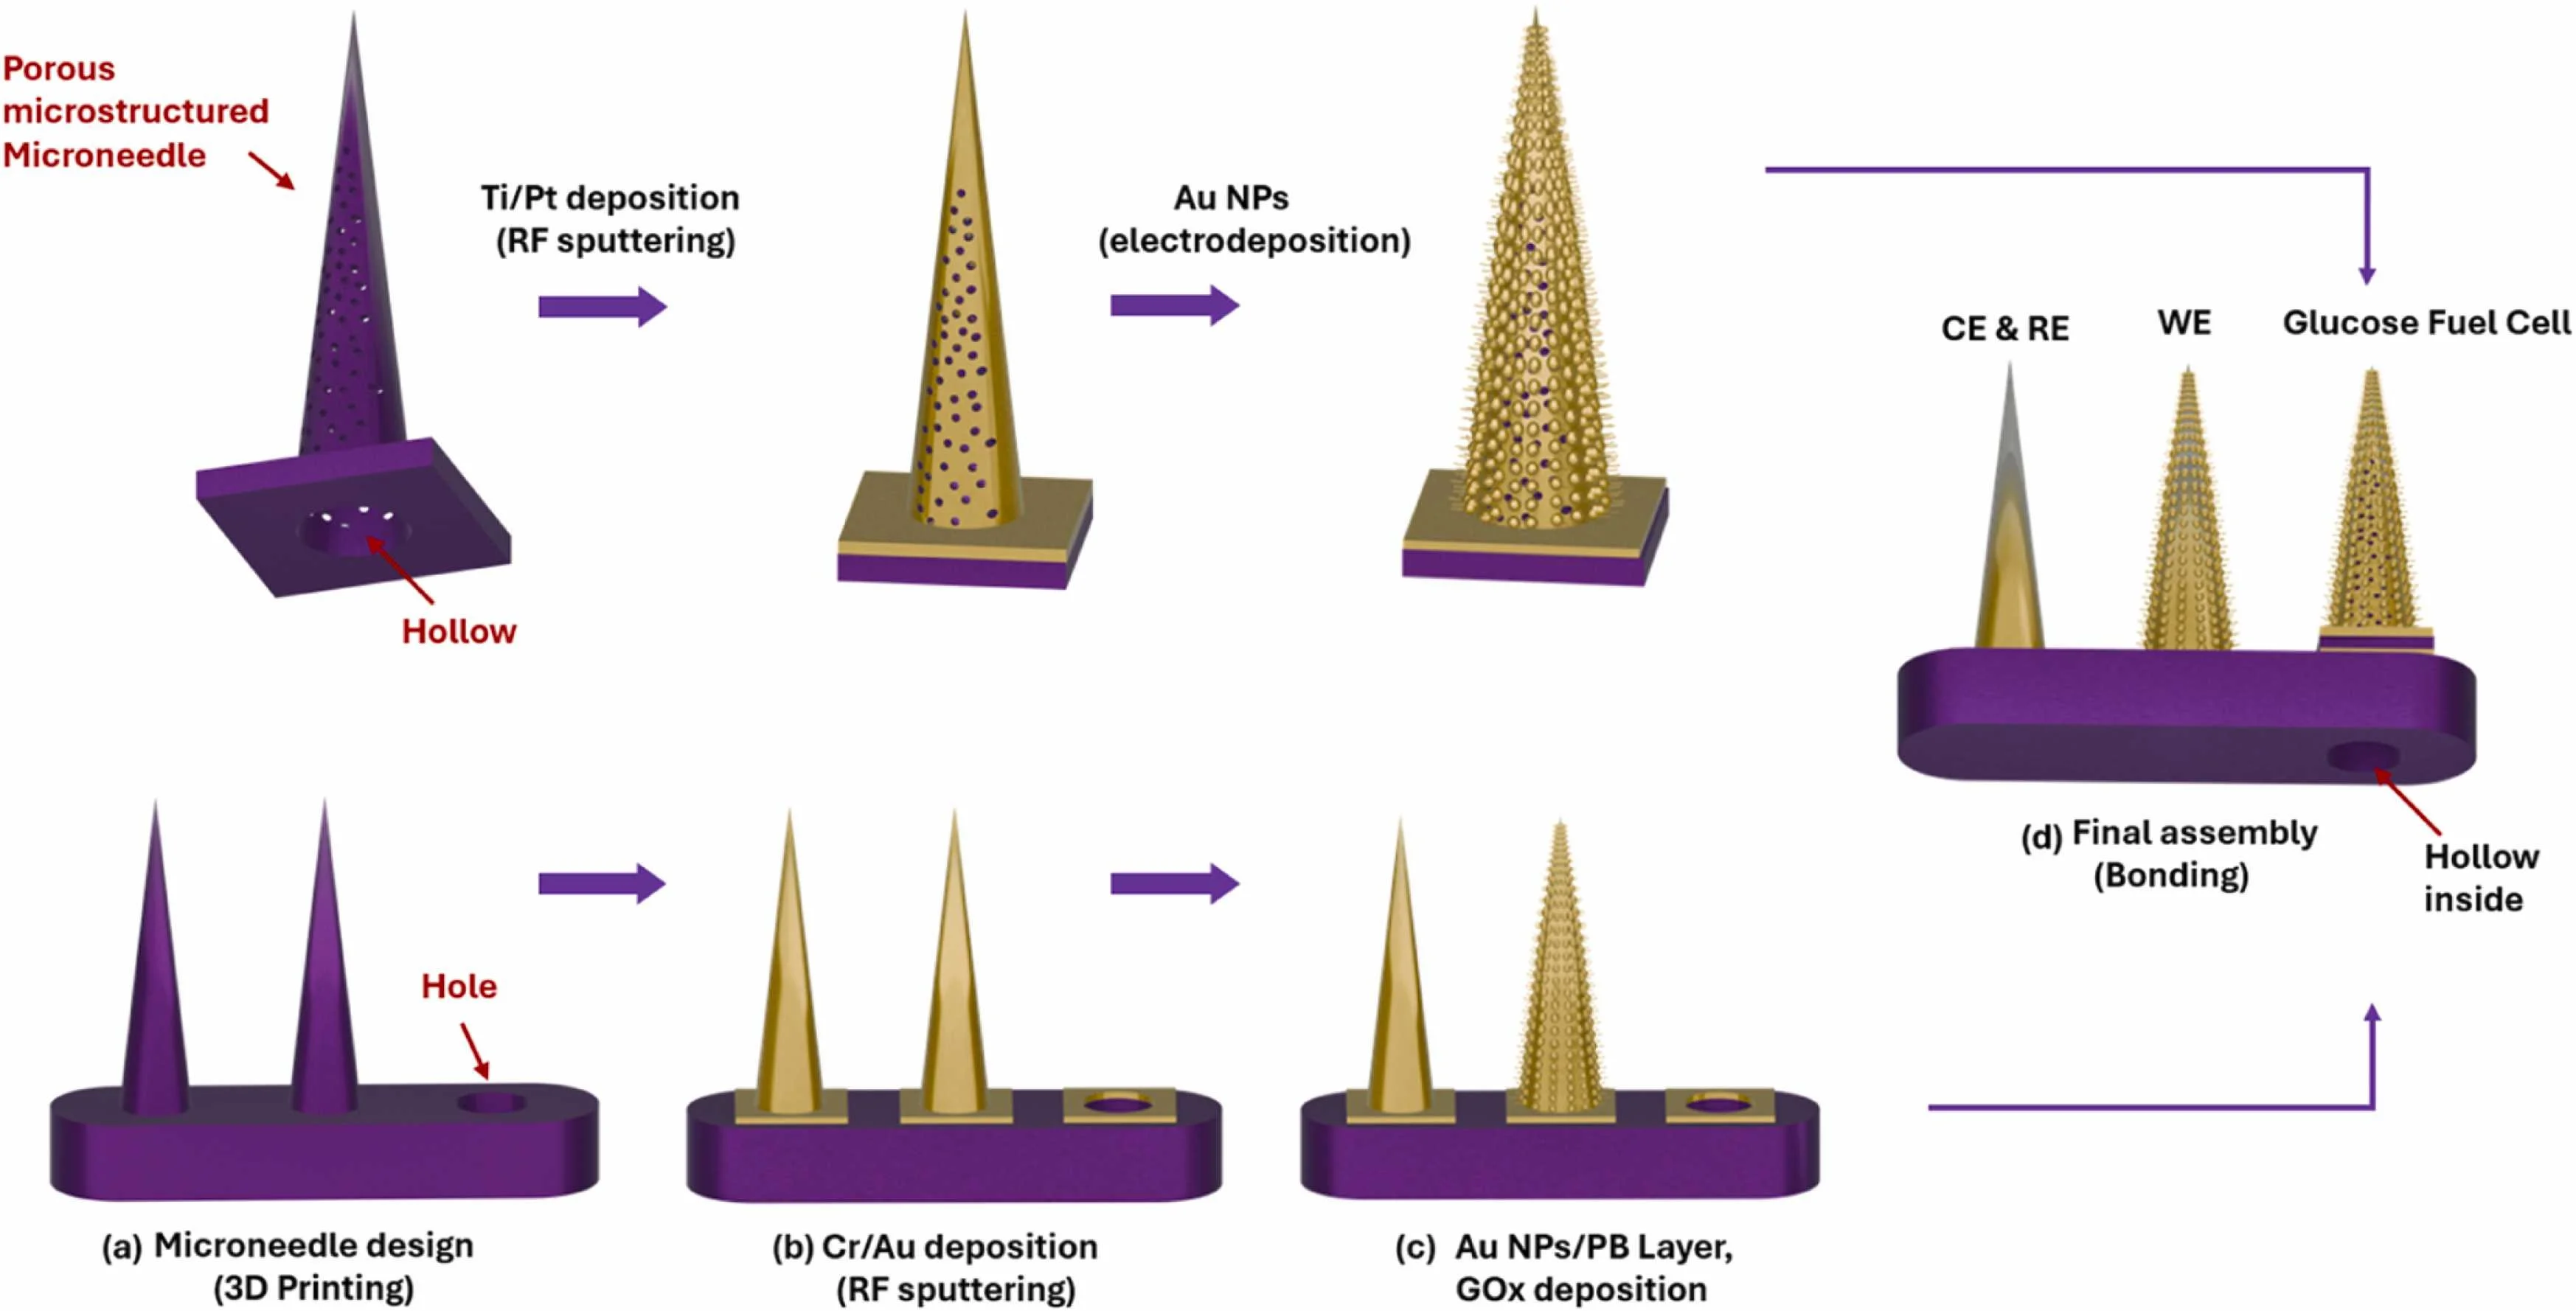 Porous
microstructured
Microneedle
Hollow
Ti/Pt deposition
(RF sputtering)
Au NPs
(electrodeposition)
CE & RE
WE
Glucose Fuel Cell
(d) Final assembly
(Bonding)
Hollow
inside
Hole
(a) Microneedle design
(3D Printing)
(b) Cr/Au deposition
(RF sputtering)
(c) Au NPs/PB Layer,
GOx deposition